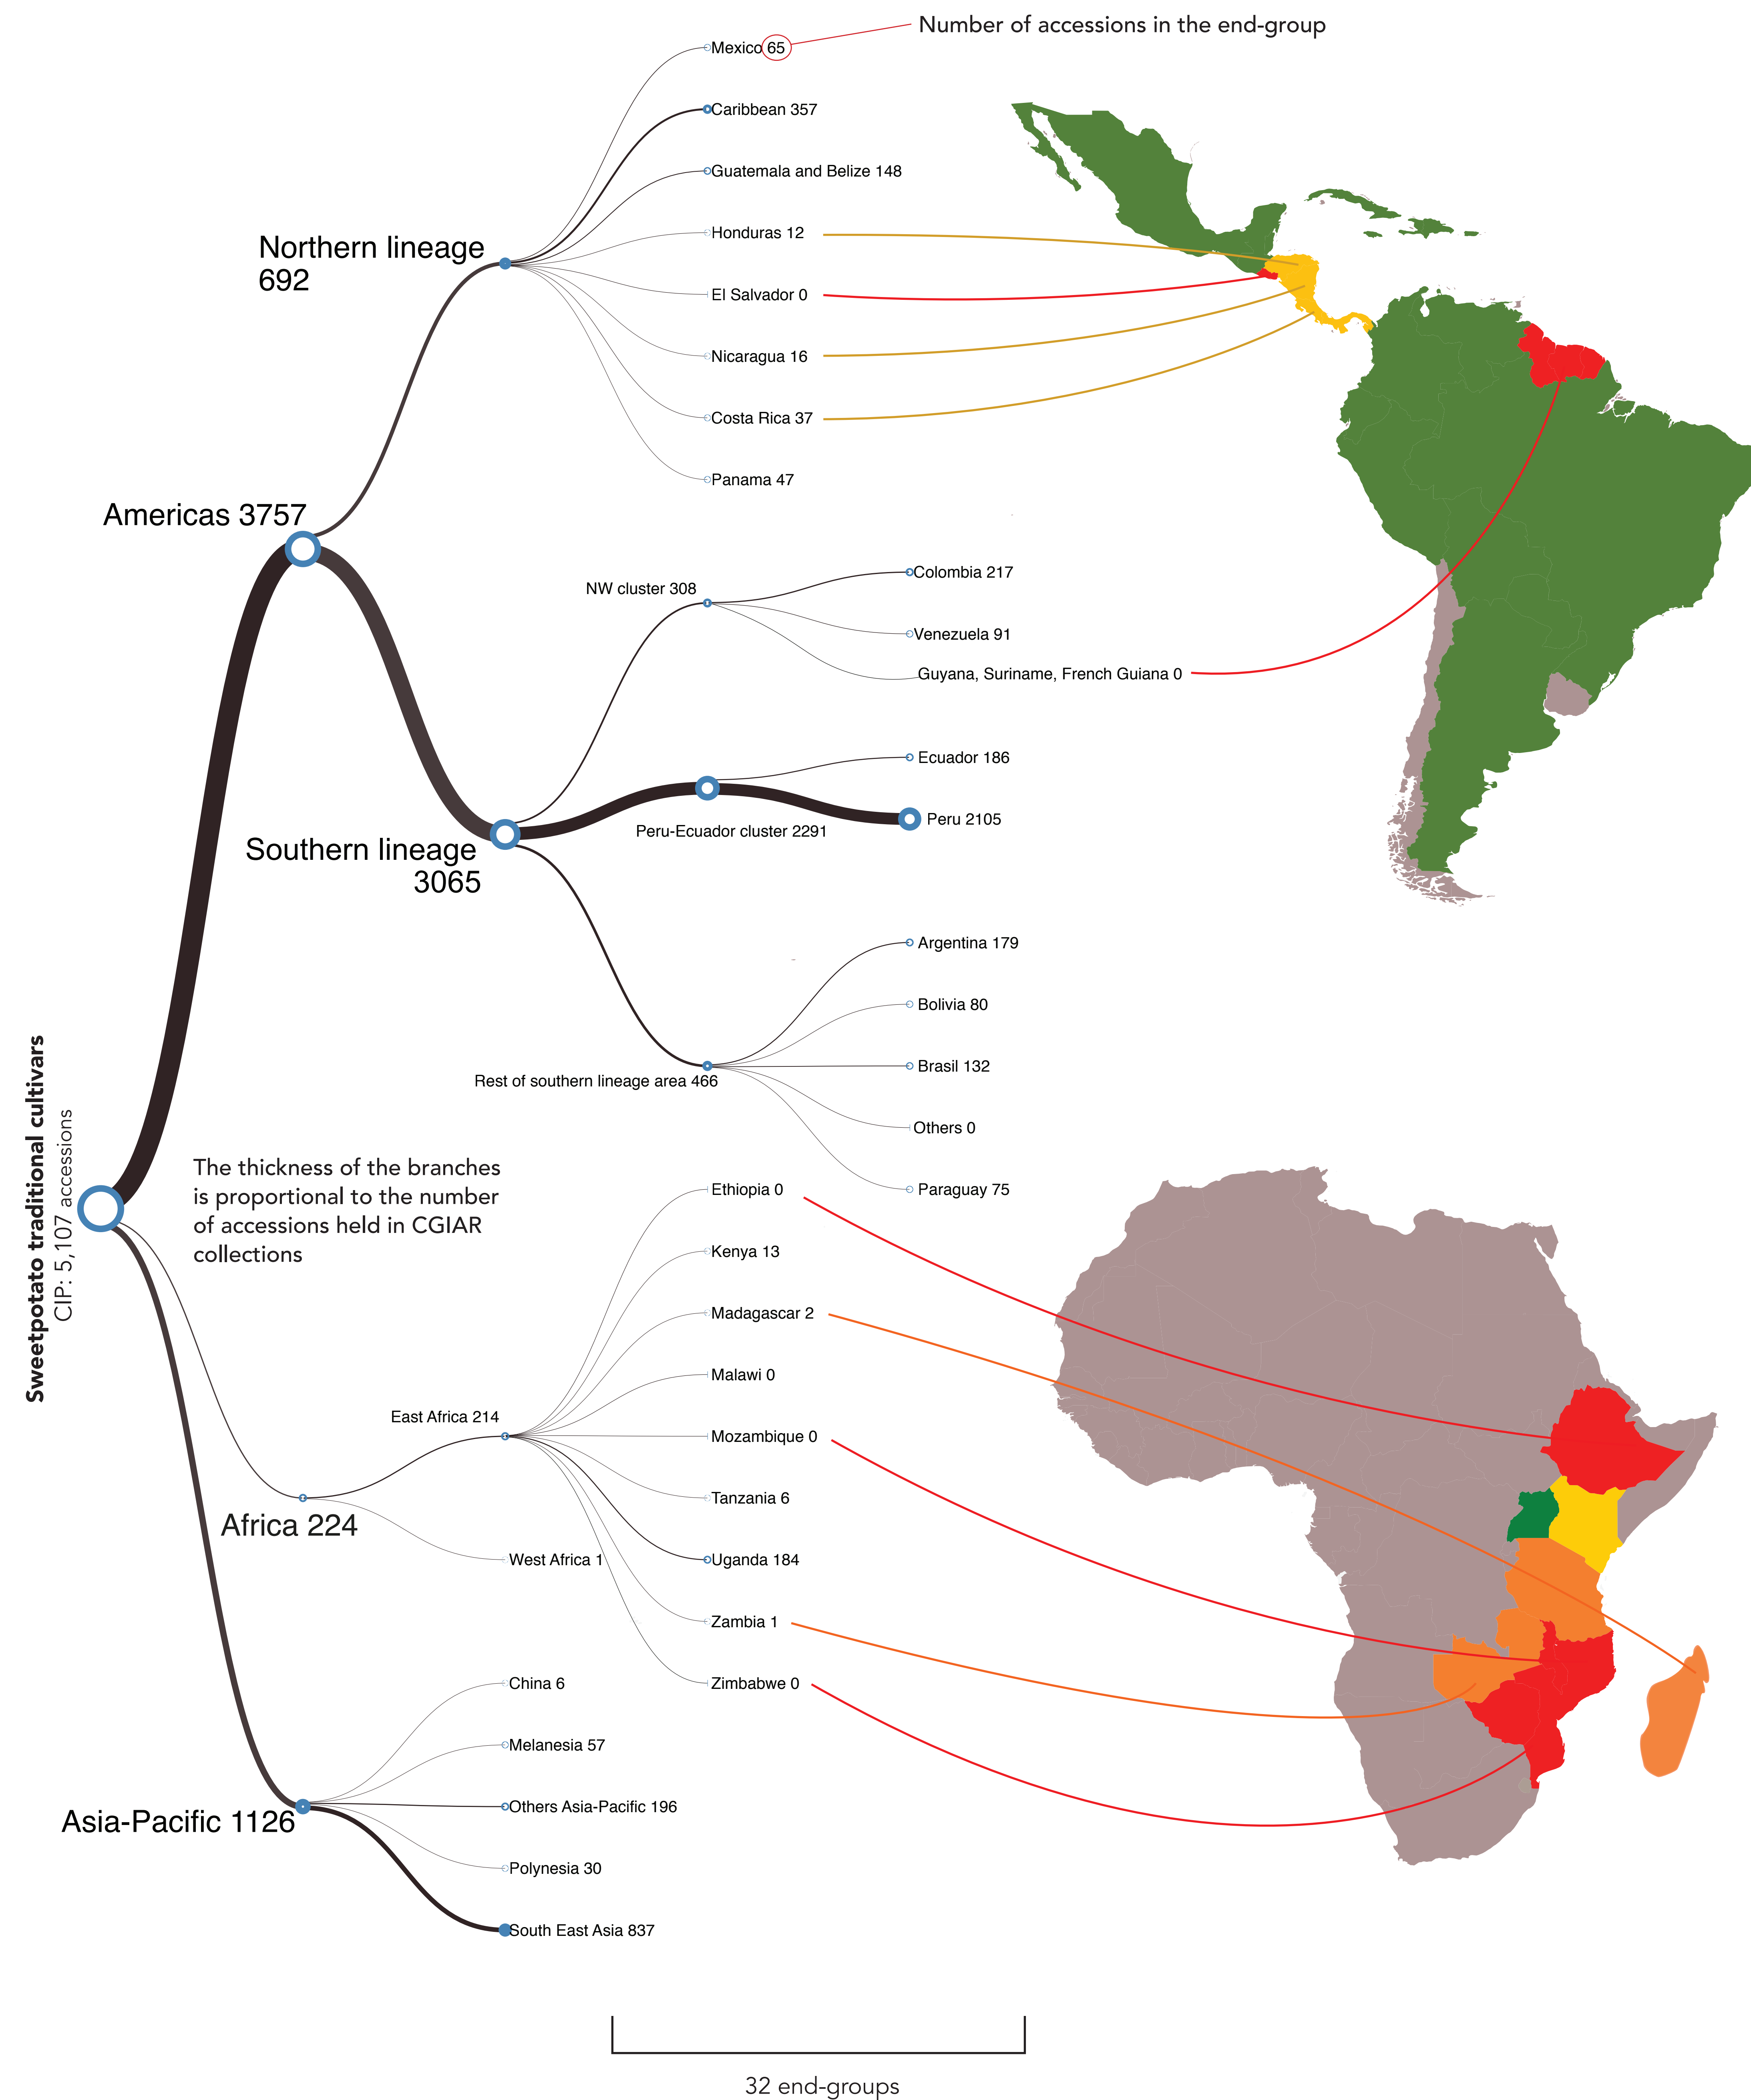 Number of accessions in the end-group
Mexico 65
Caribbean 357
Guatemala and Belize 148
Honduras 12
Northern lineage
692
El Salvador 0
Nicaragua 16
Costa Rica 37
Panama 47
Americas 3757
NW cluster 308
Colombia 217
Venezuela 91
Guyana, Suriname, French Guiana 0
Ecuador 186
Peru 2105
Peru-Ecuador cluster 2291
Southern lineage
3065
Argentina 179
Bolivia 80
Brasil 132
Rest of southern lineage area 466
Others 0
Paraguay 75
Sweetpotato traditional cultivars
CIP: 5,107 accessions
The thickness of the branches
is proportional to the number
of accessions held in CGIAR
collections
Ethiopia 0
Kenya 13
Madagascar 2
Malawi 0
East Africa 214
Mozambique 0
Tanzania 6
Africa 224
West Africa 1
Uganda 184
Zambia 1
Zimbabwe 0
China 6
Melanesia 57
Others Asia-Pacific 196
Asia-Pacific 1126
Polynesia 30
South East Asia 837
32 end-groups